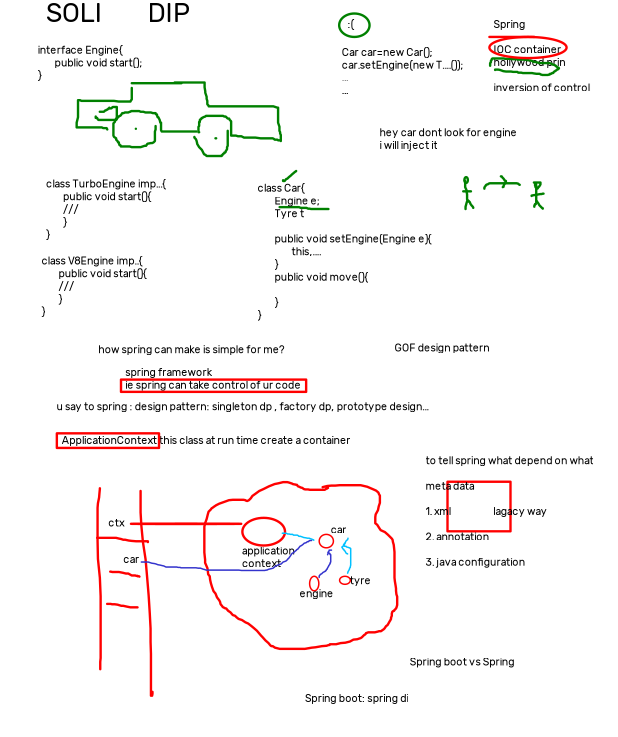 SOLI DIP
interface Engine{
public void start();
}
:(
Car car=new Car();
car.setEngine(new T....());
...
...
Spring
IOC container
hollywood prin
inversion of control
hey car dont look for engine
i will inject it
class TurboEngine imp...{
public void start(){
///
}
}
class V8Engine imp..{
public void start(){
///
}
}
class Car{
Engine e;
Tyre t
public void setEngine(Engine e){
this,....
}
public void move(){
}
}
how spring can make is simple for me?
GOF design pattern
spring framework
ie spring can take control of ur code
u say to spring : design pattern: singleton dp , factory dp, prototype design...
ApplicationContext this class at run time create a container
to tell spring what depend on what
meta data
1. xml lagacy way
2. annotation
3. java configuration
ctx
car
application
context
car
engine
tyre
Spring boot vs Spring
Spring boot: spring di